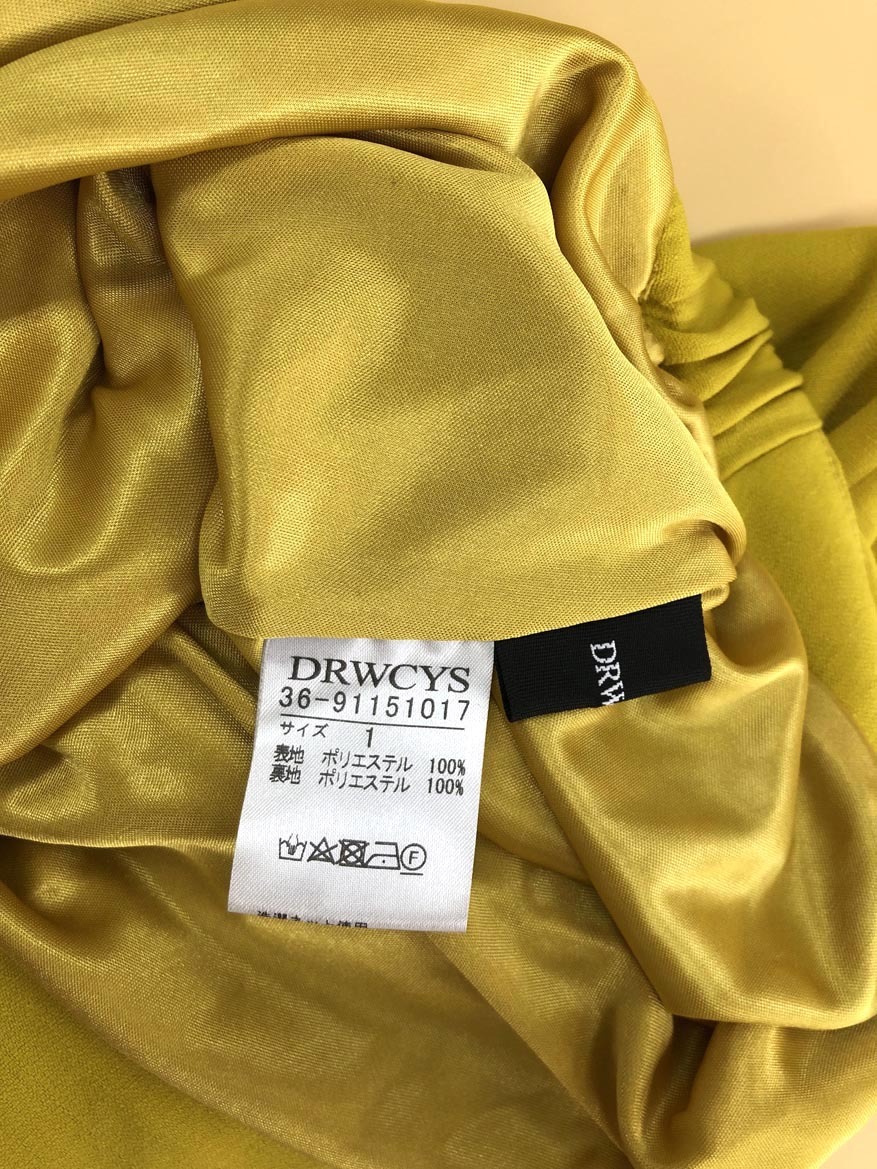 DRWCYS
36-91151017
サイズ 1
表地 ポリエステル 100%
裏地 ポリエステル 100%
F
DRW